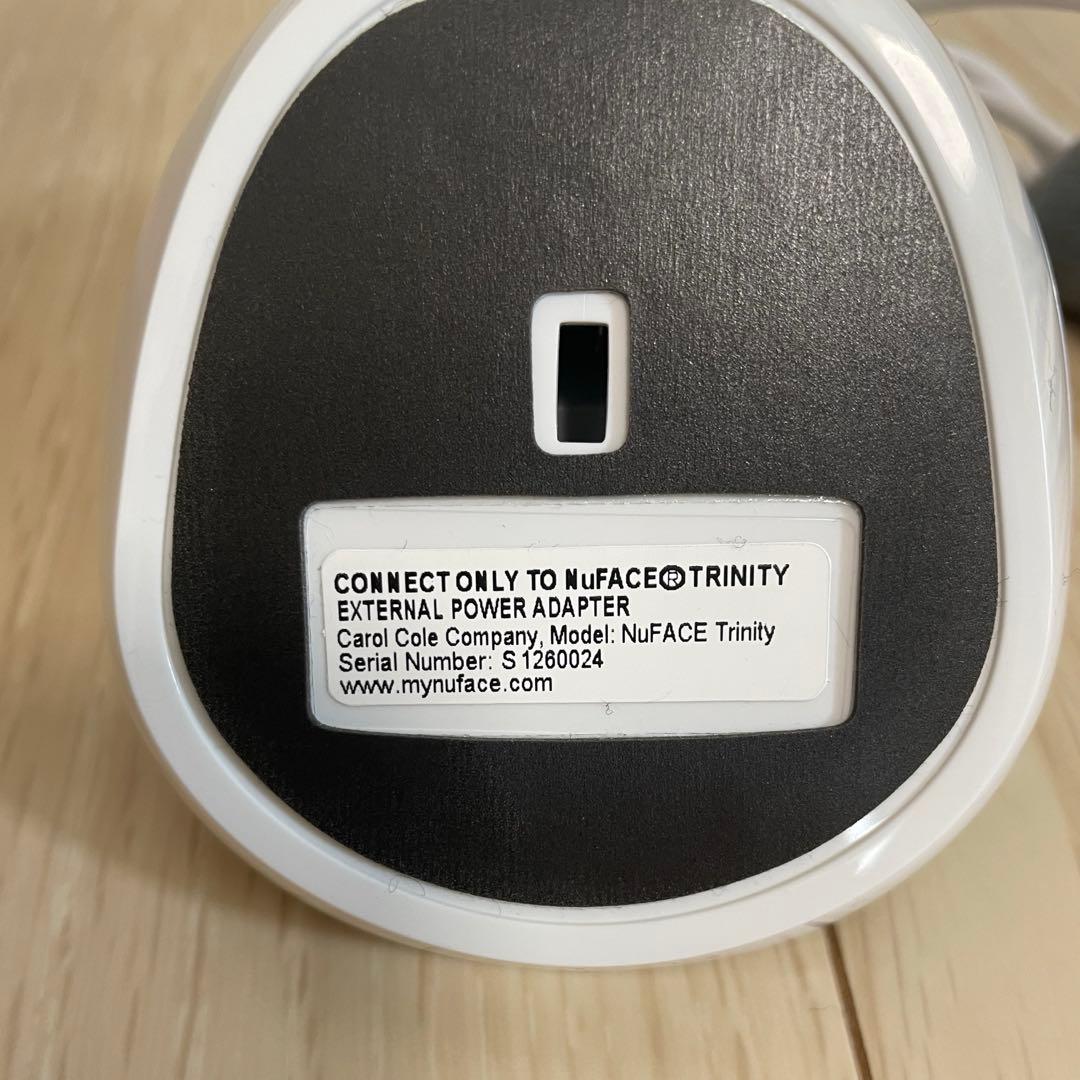 CONNECT ONLY TO NuFACE® TRINITY
EXTERNAL POWER ADAPTER
Carol Cole Company, Model: NuFACE Trinity
Serial Number: S 1260024
www.mynuface.com